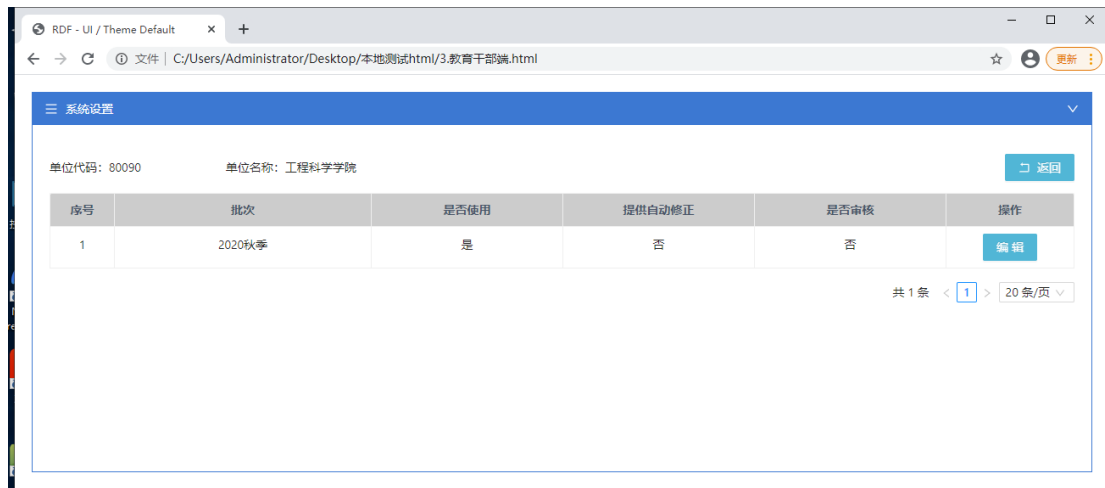 RDF - UI / Theme Default
文件 | C:/Users/Administrator/Desktop/本地测试html/3.教育干部端.html
更新
系统设置
单位代码：80090 单位名称：工程科学学院 返回
序号 批次 是否使用 提供自动修正 是否审核 操作
1 2020秋季 是 否 否 编 辑
共 1 条 < 1 > 20 条/页